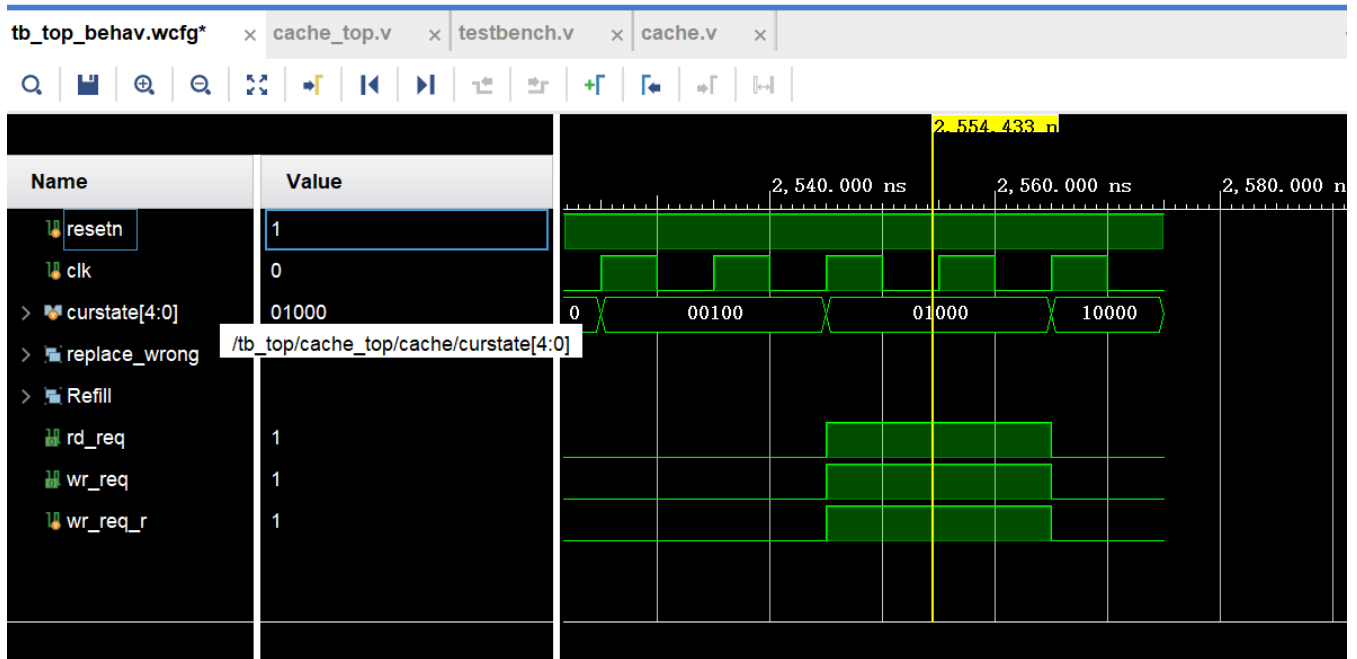 tb_top_behav.wcfg* × cache_top.v × testbench.v × cache.v ×
2,554.433 n
Name Value 2,540.000 ns 2,560.000 ns 2,580.000 n
resetn 1
clk 0
curstate[4:0] 01000 0 00100 01000 10000
/tb_top/cache_top/cache/curstate[4:0]
replace_wrong
Refill
rd_req 1
wr_req 1
wr_req_r 1